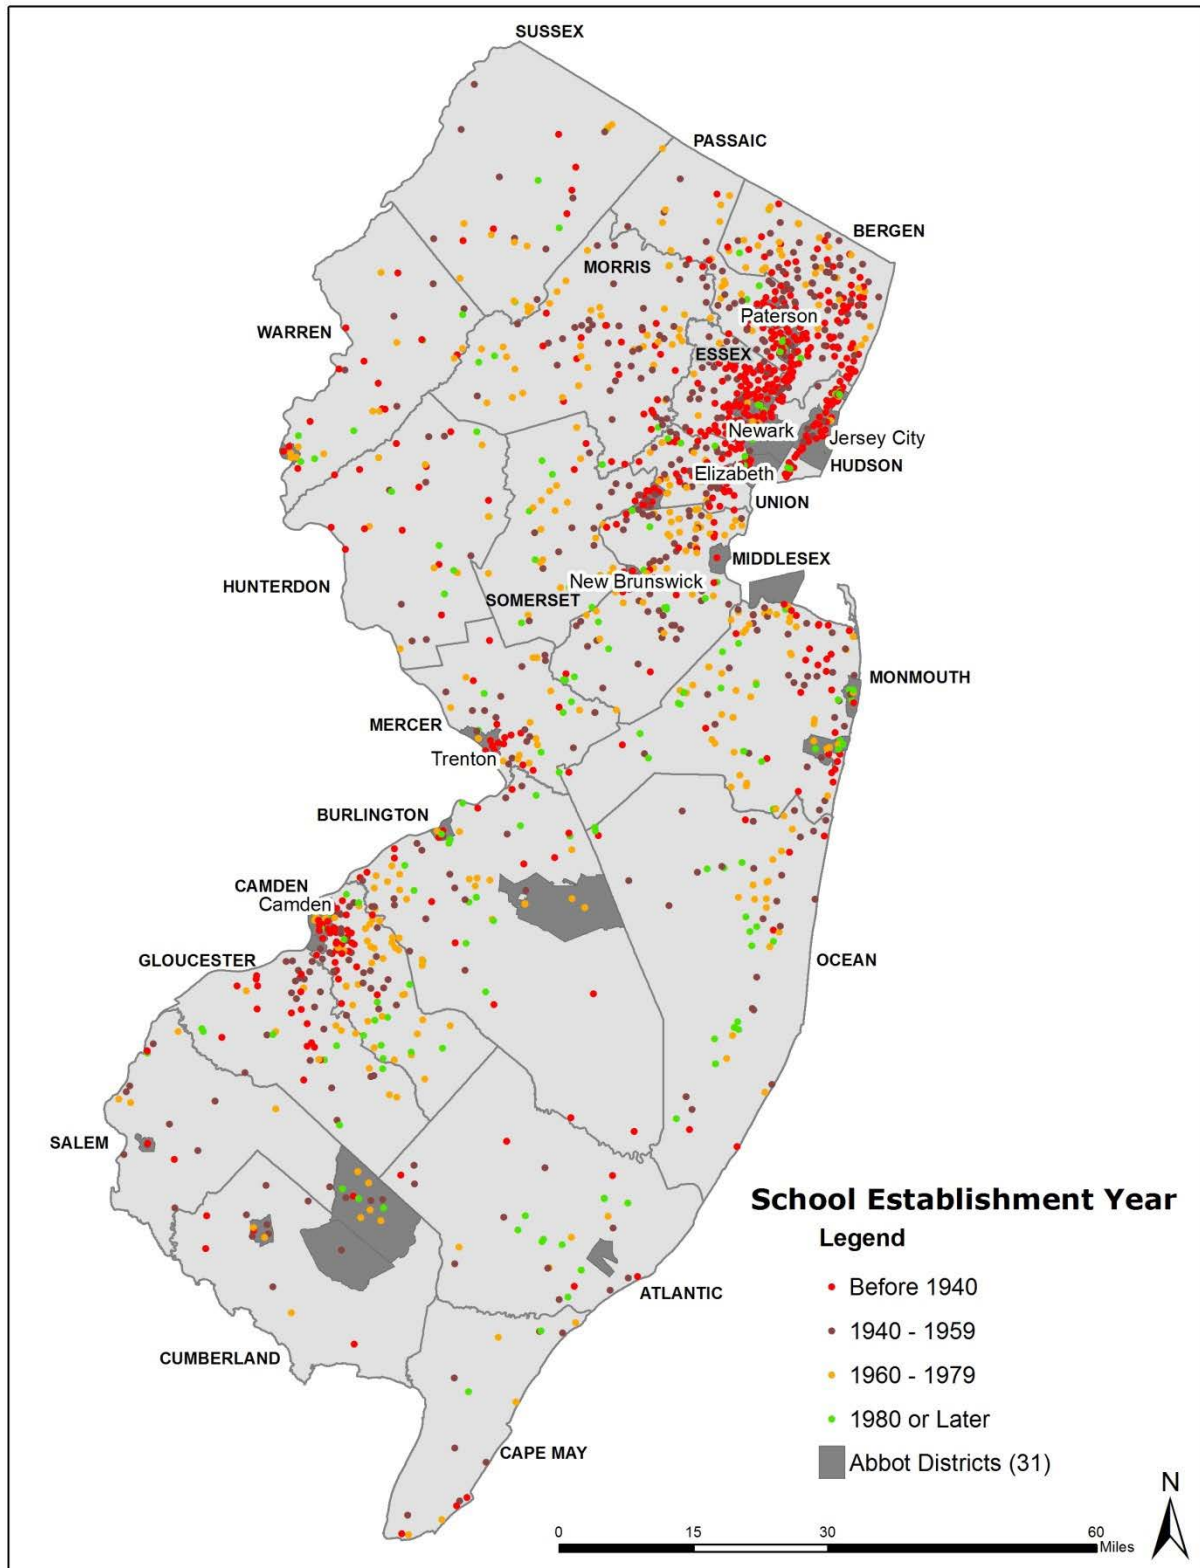 SUSSEX
PASSAIC
BERGEN
MORRIS
Paterson
WARREN
ESSEX
Newark
Jersey City
HUDSON
Elizabeth
UNION
MIDDLESEX
New Brunswick
HUNTERDON
SOMERSET
MONMOUTH
MERCER
Trenton
BURLINGTON
CAMDEN
Camden
GLOUCESTER
OCEAN
SALEM
ATLANTIC
CUMBERLAND
CAPE MAY
School Establishment Year
Legend
Before 1940
1940 - 1959
1960 - 1979
1980 or Later
Abbot Districts (31)
N
0 15 30 60
Miles